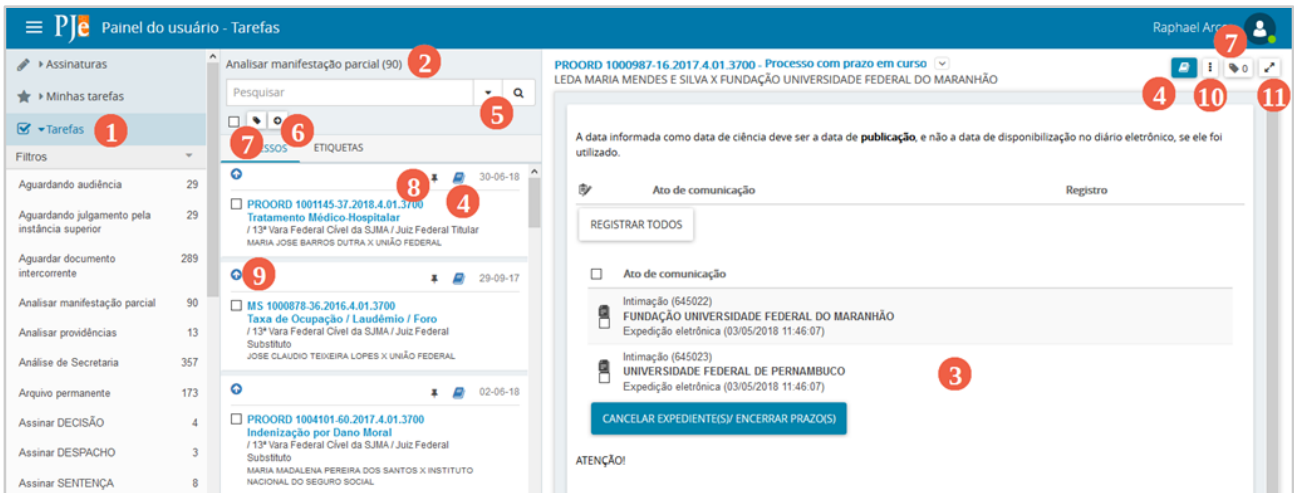 PJe Painel do usuário - Tarefas
Raphael
7
Assinaturas
Minhas tarefas
Tarefas
1
Filtros
Aguardando audiência 29
Aguardando julgamento pela 29
instância superior
Aguardar documento 289
intercorrente
Analisar manifestação parcial 90
Analisar providências 13
Análise de Secretaria 357
Arquivo permanente 173
Assinar DECISÃO 4
Assinar DESPACHO 3
Assinar SENTENÇA 8
Analisar manifestação parcial (90)
2
Pesquisar
5
6
7
ETIQUETAS
8
4
30-06-18
PROORD 1001145-37.2018.4.01.3700
Tratamento Médico-Hospitalar
/ 13ª Vara Federal Cível da SJMA / Juiz Federal Titular
MARIA JOSE BARROS DUTRA X UNIÃO FEDERAL
9
29-09-17
MS 1000878-36.2016.4.01.3700
Taxa de Ocupação / Laudêmio / Foro
/ 13ª Vara Federal Cível da SJMA / Juiz Federal
Substituto
JOSE CLAUDIO TEIXEIRA LOPES X UNIÃO FEDERAL
02-06-18
PROORD 1004101-60.2017.4.01.3700
Indenização por Dano Moral
/ 13ª Vara Federal Cível da SJMA / Juiz Federal
Substituto
MARIA MADALENA PEREIRA DOS SANTOS X INSTITUTO
NACIONAL DO SEGURO SOCIAL
PROORD 1000987-16.2017.4.01.3700 - Processo com prazo em curso
LEDA MARIA MENDES E SILVA X FUNDAÇÃO UNIVERSIDADE FEDERAL DO MARANHÃO
0
4
10
11
A data informada como data de ciência deve ser a data de publicação, e não a data de disponibilização no diário eletrônico, se ele foi
utilizado.
Ato de comunicação Registro
REGISTRAR TODOS
Ato de comunicação
Intimação (645022)
FUNDAÇÃO UNIVERSIDADE FEDERAL DO MARANHÃO
Expedição eletrônica (03/05/2018 11:46:07)
Intimação (645023)
UNIVERSIDADE FEDERAL DE PERNAMBUCO
Expedição eletrônica (03/05/2018 11:46:07)
3
CANCELAR EXPEDIENTE(S)/ ENCERRAR PRAZO(S)
ATENÇÃO!